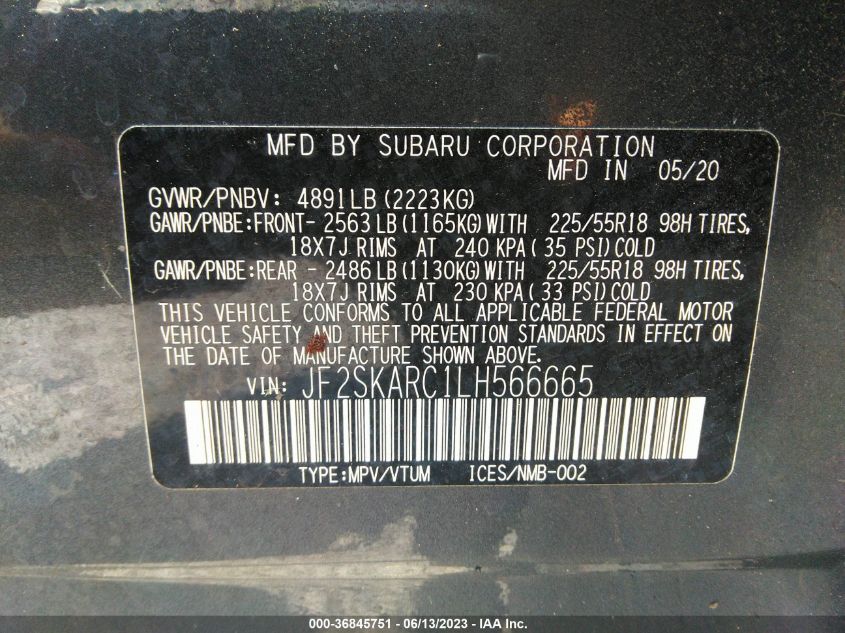 MFD BY SUBARU CORPORATION
MFD IN 05/20
GVWR/PNBV: 4891LB (2223KG)
GAWR/PNBE:FRONT- 2563 LB (1165KG) WITH 225/55R18 98H TIRES,
18X7J RIMS AT 240 KPA ( 35 PSI) COLD
GAWR/PNBE:REAR - 2486 LB (1130KG) WITH 225/55R18 98H TIRES,
18X7J RIMS AT 230 KPA ( 33 PSI) COLD
THIS VEHICLE CONFORMS TO ALL APPLICABLE FEDERAL MOTOR
VEHICLE SAFETY AND THEFT PREVENTION STANDARDS IN EFFECT ON
THE DATE OF MANUFACTURE SHOWN ABOVE.
VIN: JF2SKARC1LH566665
TYPE:MPV/VTUM ICES/NMB-002
000-36845751 - 06/13/2023 - IAA Inc.